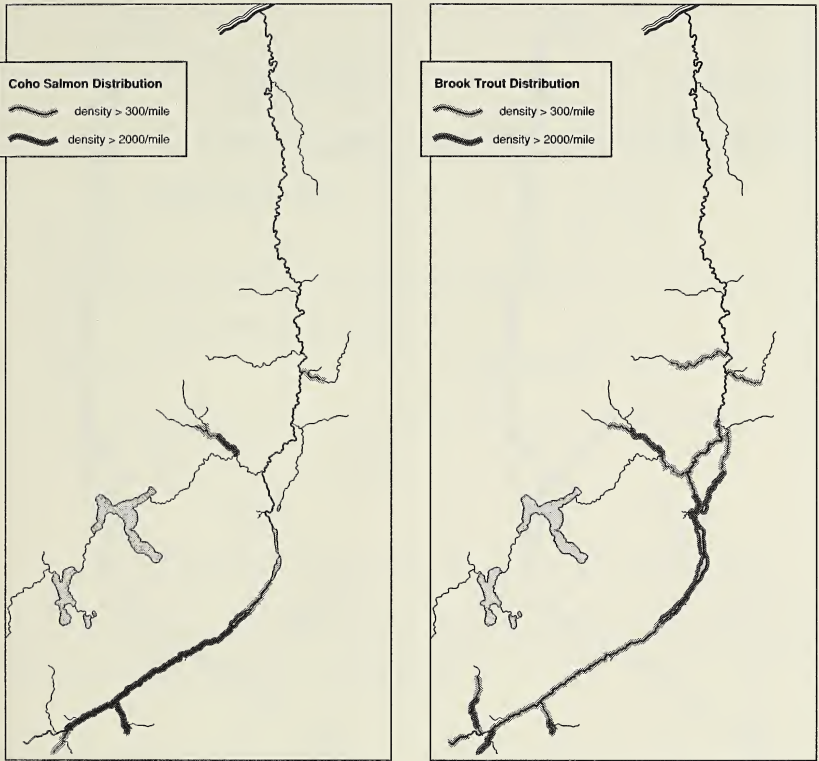 Coho Salmon Distribution
density > 300/mile
density > 2000/mile
Brook Trout Distribution
density > 300/mile
density > 2000/mile